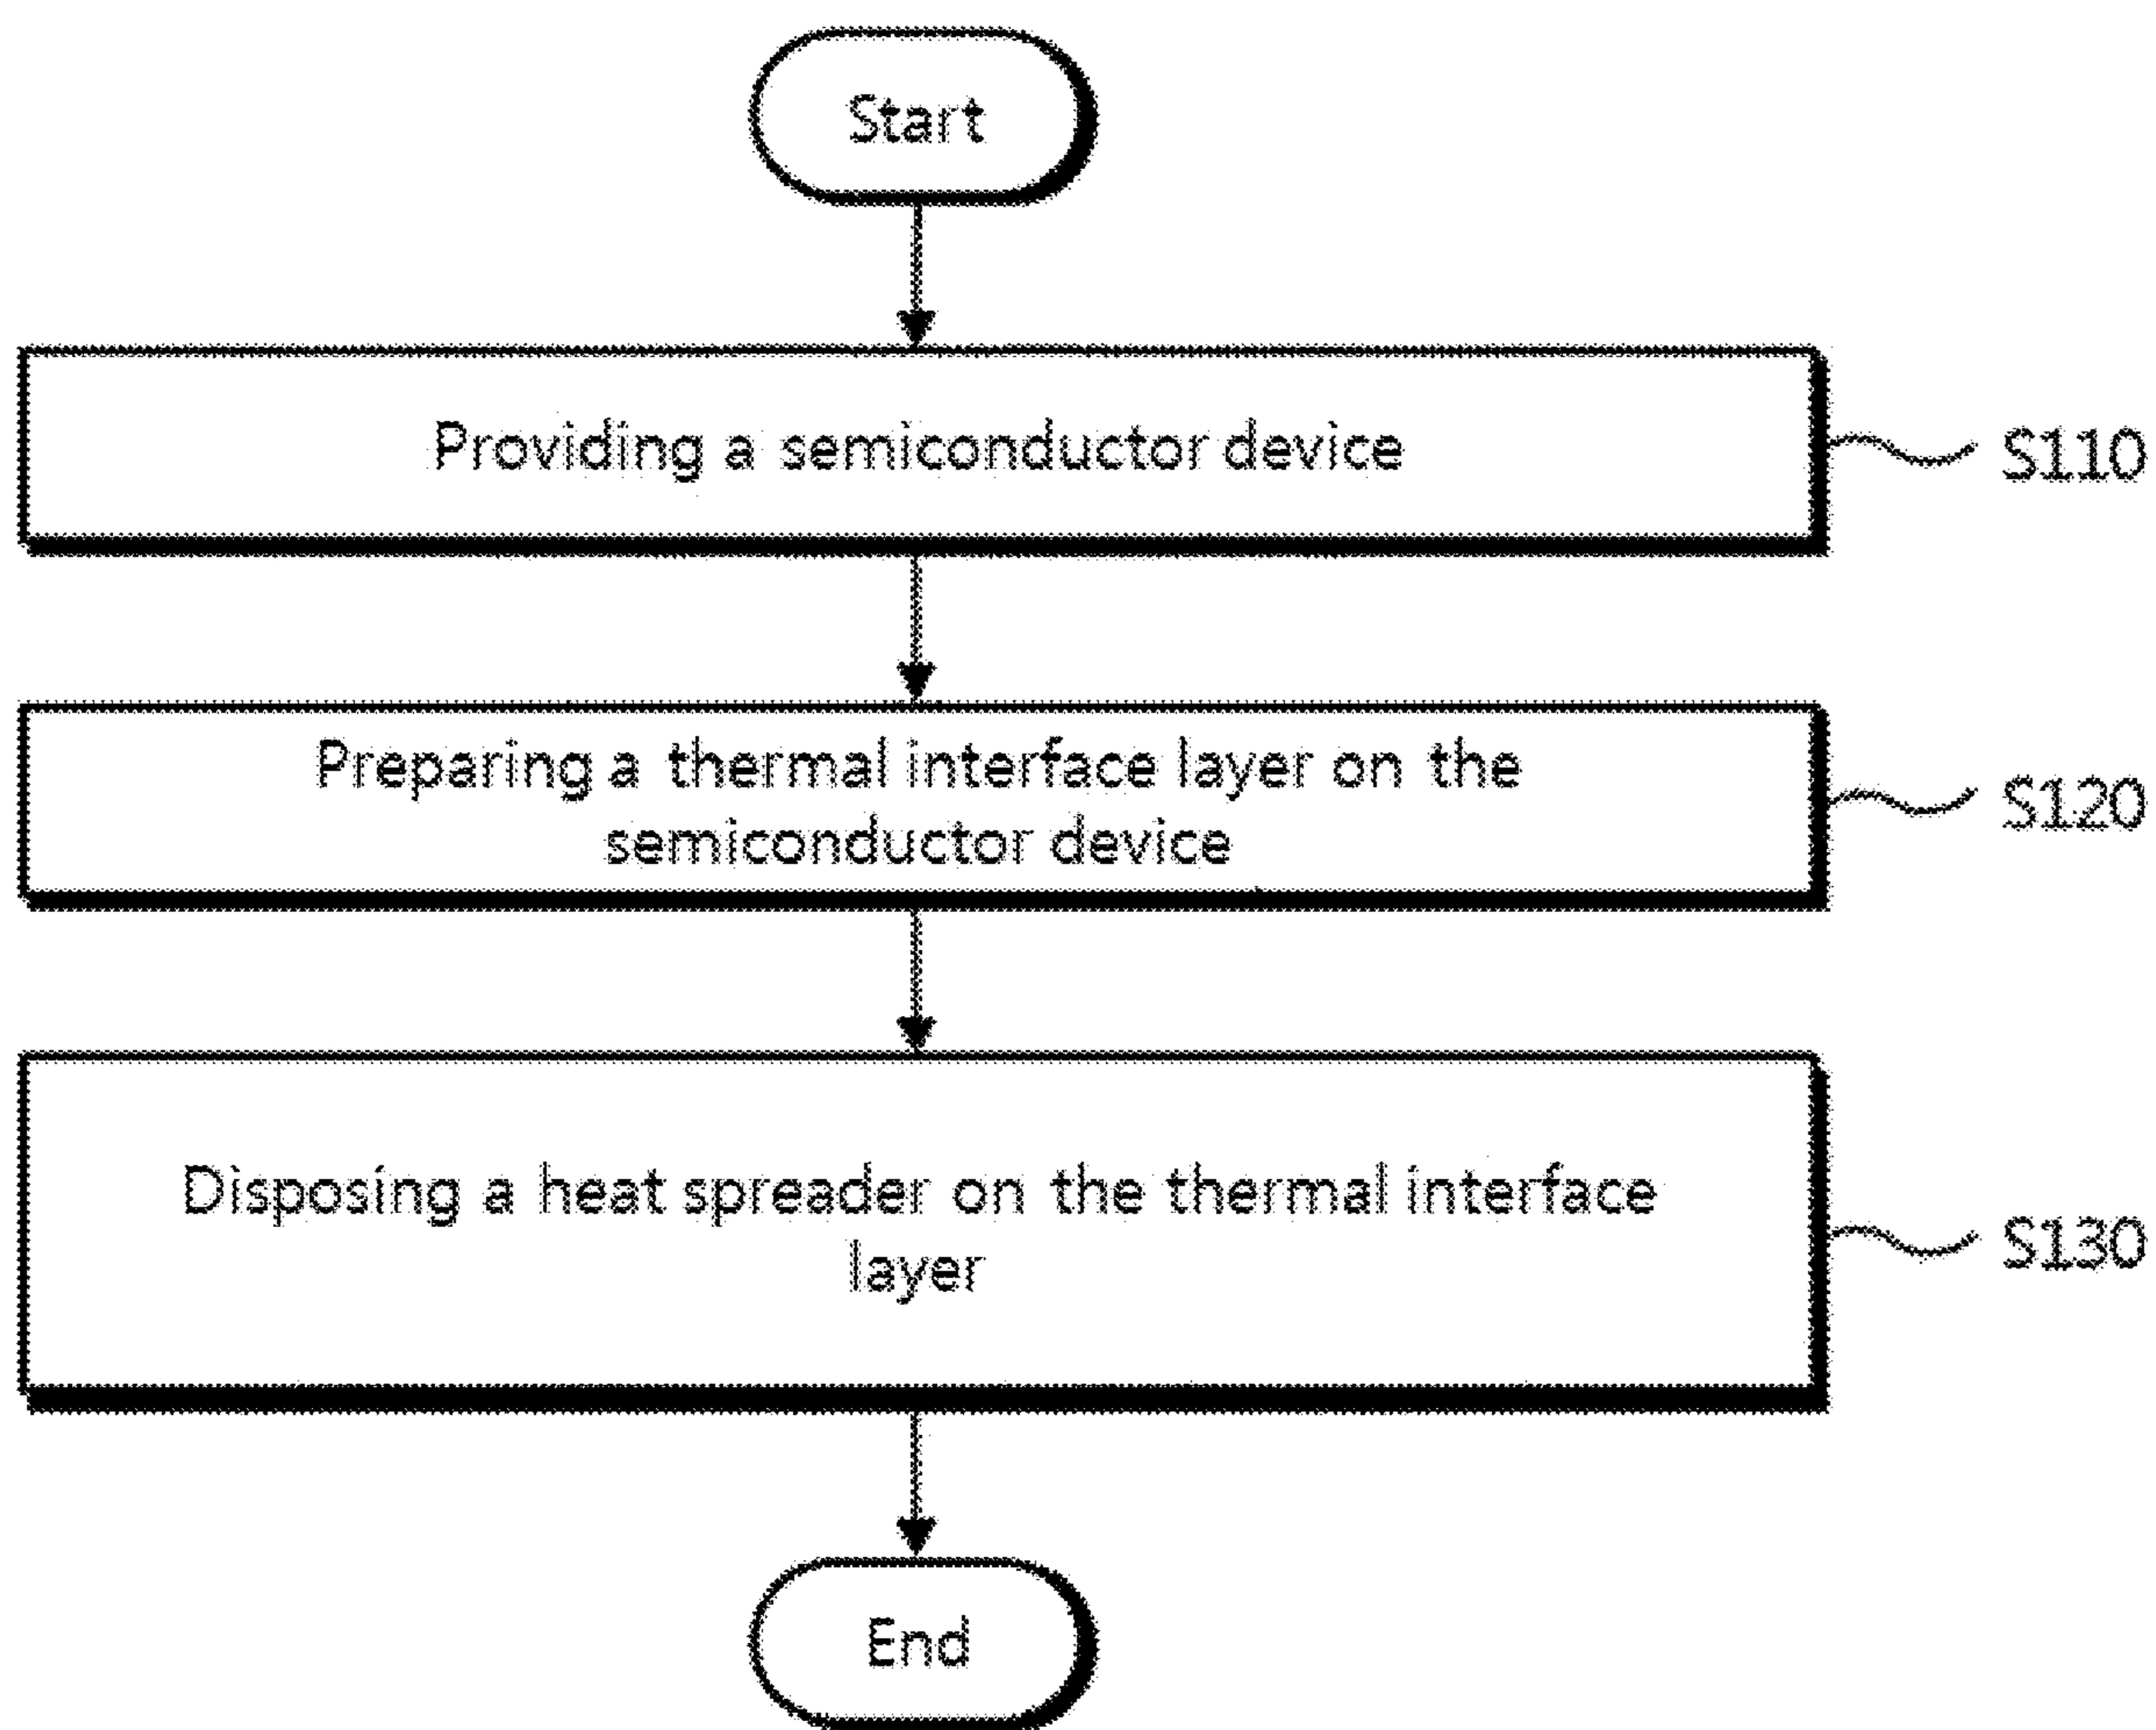 Start
Providing a semiconductor device
S110
Preparing a thermal interface layer on the
semiconductor device
S120
Disposing a heat spreader on the thermal interface
layer
S130
End